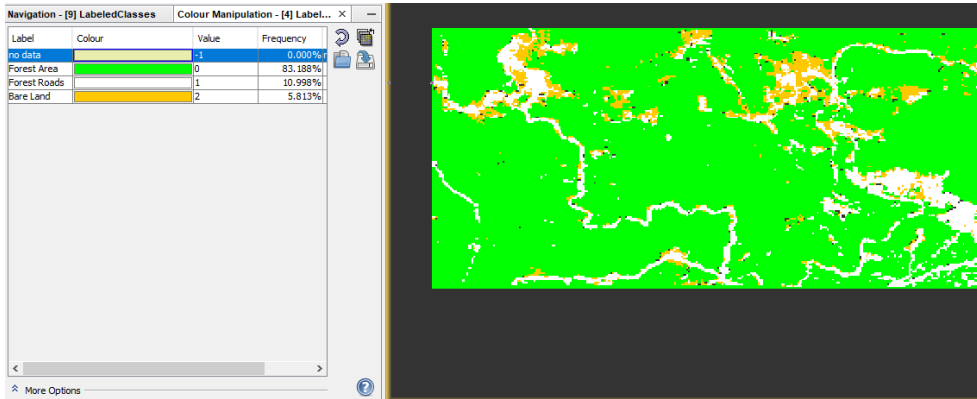 Navigation - [9] LabeledClasses Colour Manipulation - [4] Label... ×
Label Colour Value Frequency
no data -1 0.000%
Forest Area 0 83.188%
Forest Roads 1 10.998%
Bare Land 2 5.813%
More Options